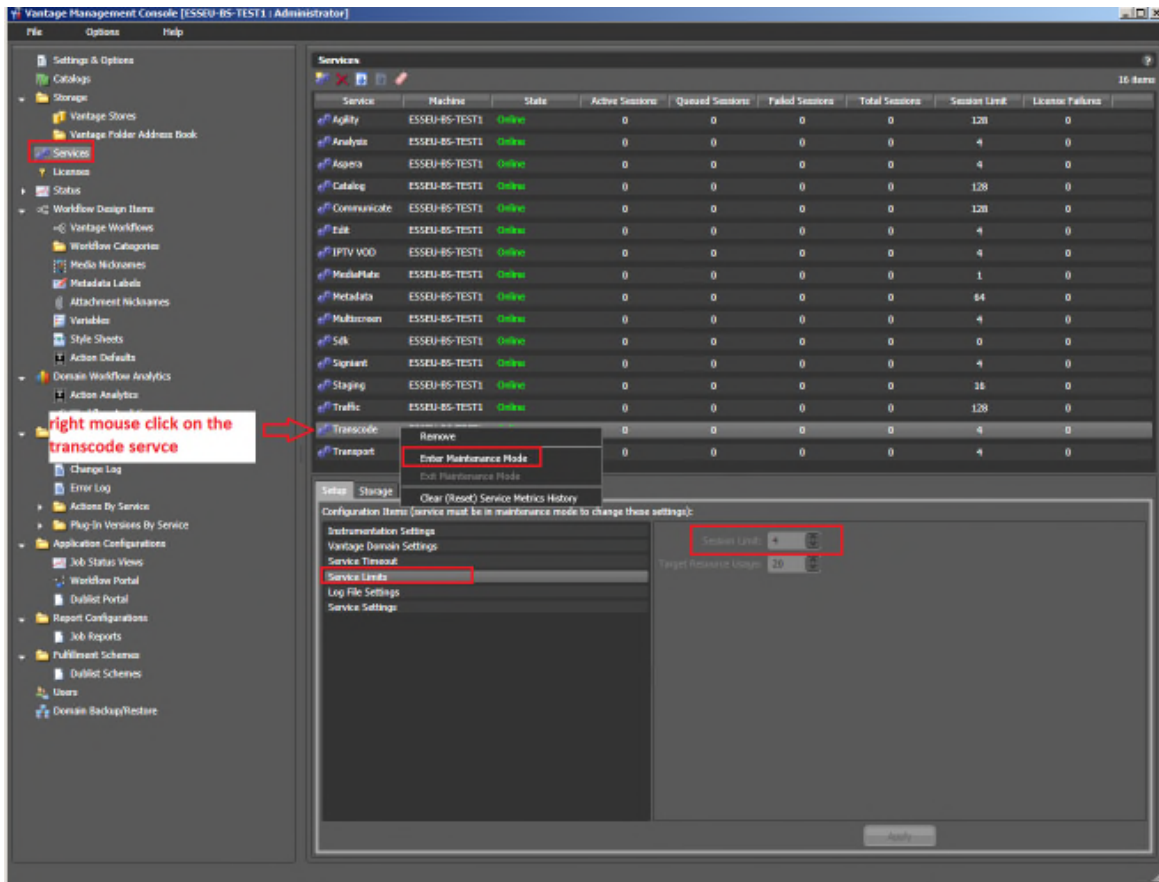 Vantage Management Console [ESSEU-BS-TEST1 : Administrator]
File Options Help
Settings & Options
Catalogs
Storage
Vantage Stores
Vantage Folder Address Book
Services
Licenses
Status
Workflow Design Items
Vantage Workflows
Workflow Categories
Media Nicknames
Metadata Labels
Attachment Nicknames
Variables
Style Sheets
Action Defaults
Domain Workflow Analytics
Action Analytics
right mouse click on the
transcode servce
Change Log
Error Log
Actions By Service
Plug-In Versions By Service
Application Configurations
Job Status Views
Workflow Portal
Dublist Portal
Report Configurations
Job Reports
Fulfillment Schemes
Dublist Schemes
Users
Domain Backup/Restore
Services ?
16 items
Service Machine State Active Sessions Queued Sessions Failed Sessions Total Sessions Session Limit License Failures
Agility ESSEU-BS-TEST1 Online 0 0 0 0 128 0
Analysis ESSEU-BS-TEST1 Online 0 0 0 0 4 0
Aspera ESSEU-BS-TEST1 Online 0 0 0 0 4 0
Catalog ESSEU-BS-TEST1 Online 0 0 0 0 128 0
Communicate ESSEU-BS-TEST1 Online 0 0 0 0 128 0
Edit ESSEU-BS-TEST1 Online 0 0 0 0 4 0
IPTV VOD ESSEU-BS-TEST1 Online 0 0 0 0 4 0
MediaMate ESSEU-BS-TEST1 Online 0 0 0 0 1 0
Metadata ESSEU-BS-TEST1 Online 0 0 0 0 64 0
Multiscreen ESSEU-BS-TEST1 Online 0 0 0 0 4 0
Sdk ESSEU-BS-TEST1 Online 0 0 0 0 0 0
Signiant ESSEU-BS-TEST1 Online 0 0 0 0 4 0
Staging ESSEU-BS-TEST1 Online 0 0 0 0 16 0
Traffic ESSEU-BS-TEST1 Online 0 0 0 0 128 0
Transcode 0 0 0 0 4 0
Transport 0 0 0 0 4 0
Remove
Enter Maintenance Mode
Exit Maintenance Mode
Clear (Reset) Service Metrics History
Setup Storage
Configuration Items (service must be in maintenance mode to change these settings):
Instrumentation Settings
Vantage Domain Settings
Service Timeout
Service Limits
Log File Settings
Service Settings
Session Limit: 4
Target Resource Usage: 20
Apply